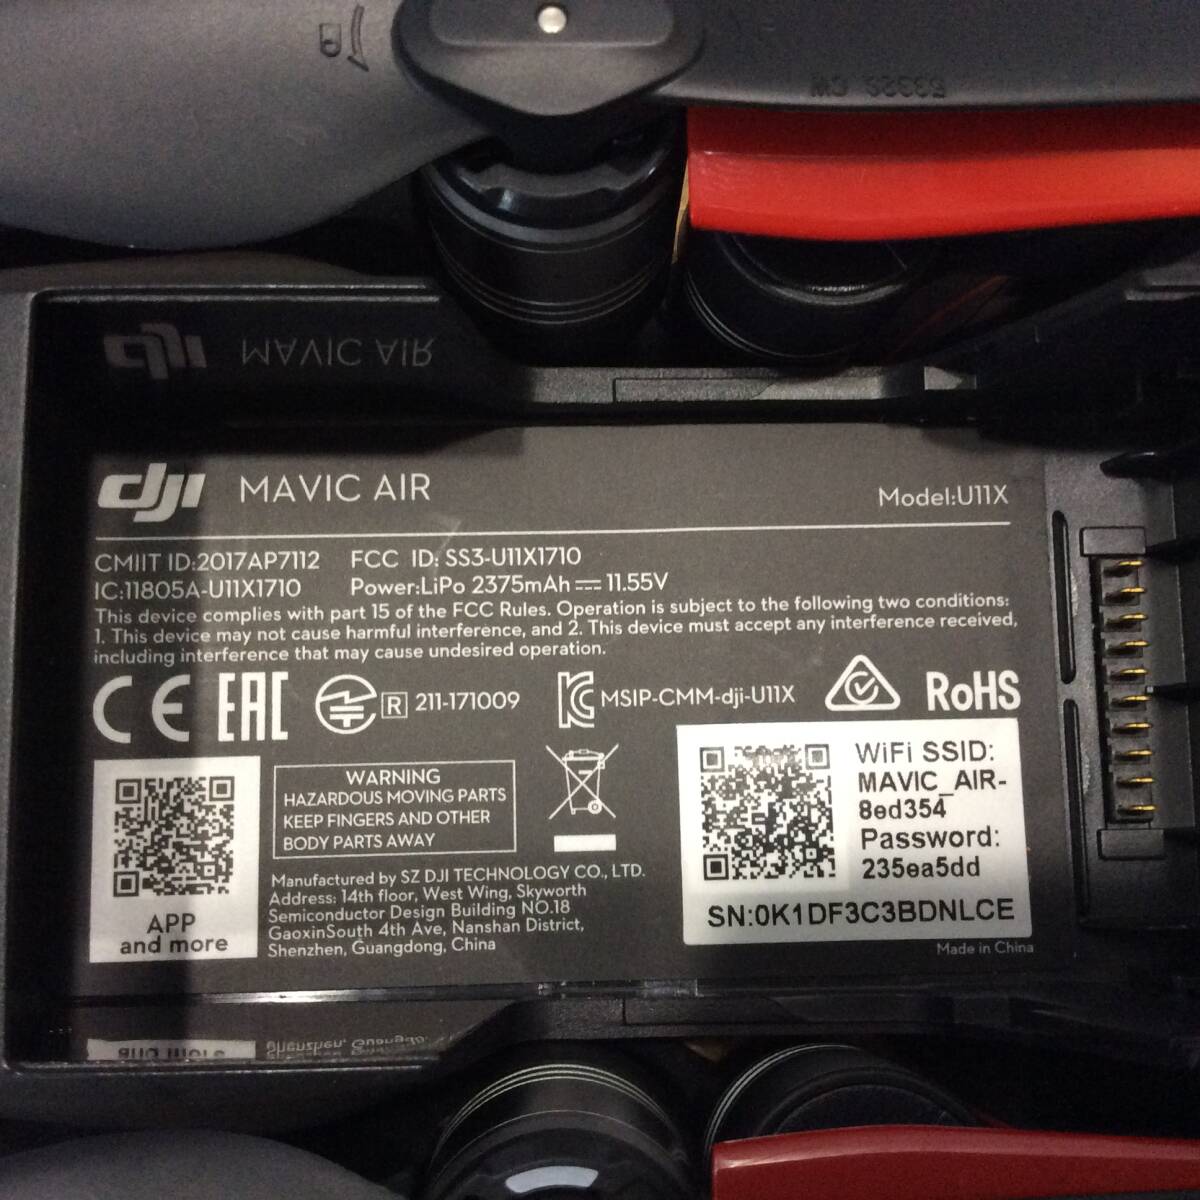 53322 CW
dji MAVIC AIR
dji MAVIC AIR
Model:U11X
CMIIT ID:2017AP7112 FCC ID: SS3-U11X1710
IC:11805A-U11X1710 Power:LiPo 2375mAh ⎓ 11.55V
This device complies with part 15 of the FCC Rules. Operation is subject to the following two conditions:
1. This device may not cause harmful interference, and 2. This device must accept any interference received,
including interference that may cause undesired operation.
CE EAC R 211-171009 MSIP-CMM-dji-U11X RoHS
APP
and more
WARNING
HAZARDOUS MOVING PARTS
KEEP FINGERS AND OTHER
BODY PARTS AWAY
Manufactured by SZ DJI TECHNOLOGY CO., LTD.
Address: 14th floor, West Wing, Skyworth
Semiconductor Design Building NO.18
GaoxinSouth 4th Ave, Nanshan District,
Shenzhen, Guangdong, China
WiFi SSID:
MAVIC_AIR-
8ed354
Password:
235ea5dd
SN:0K1DF3C3BDNLCE
Made in China